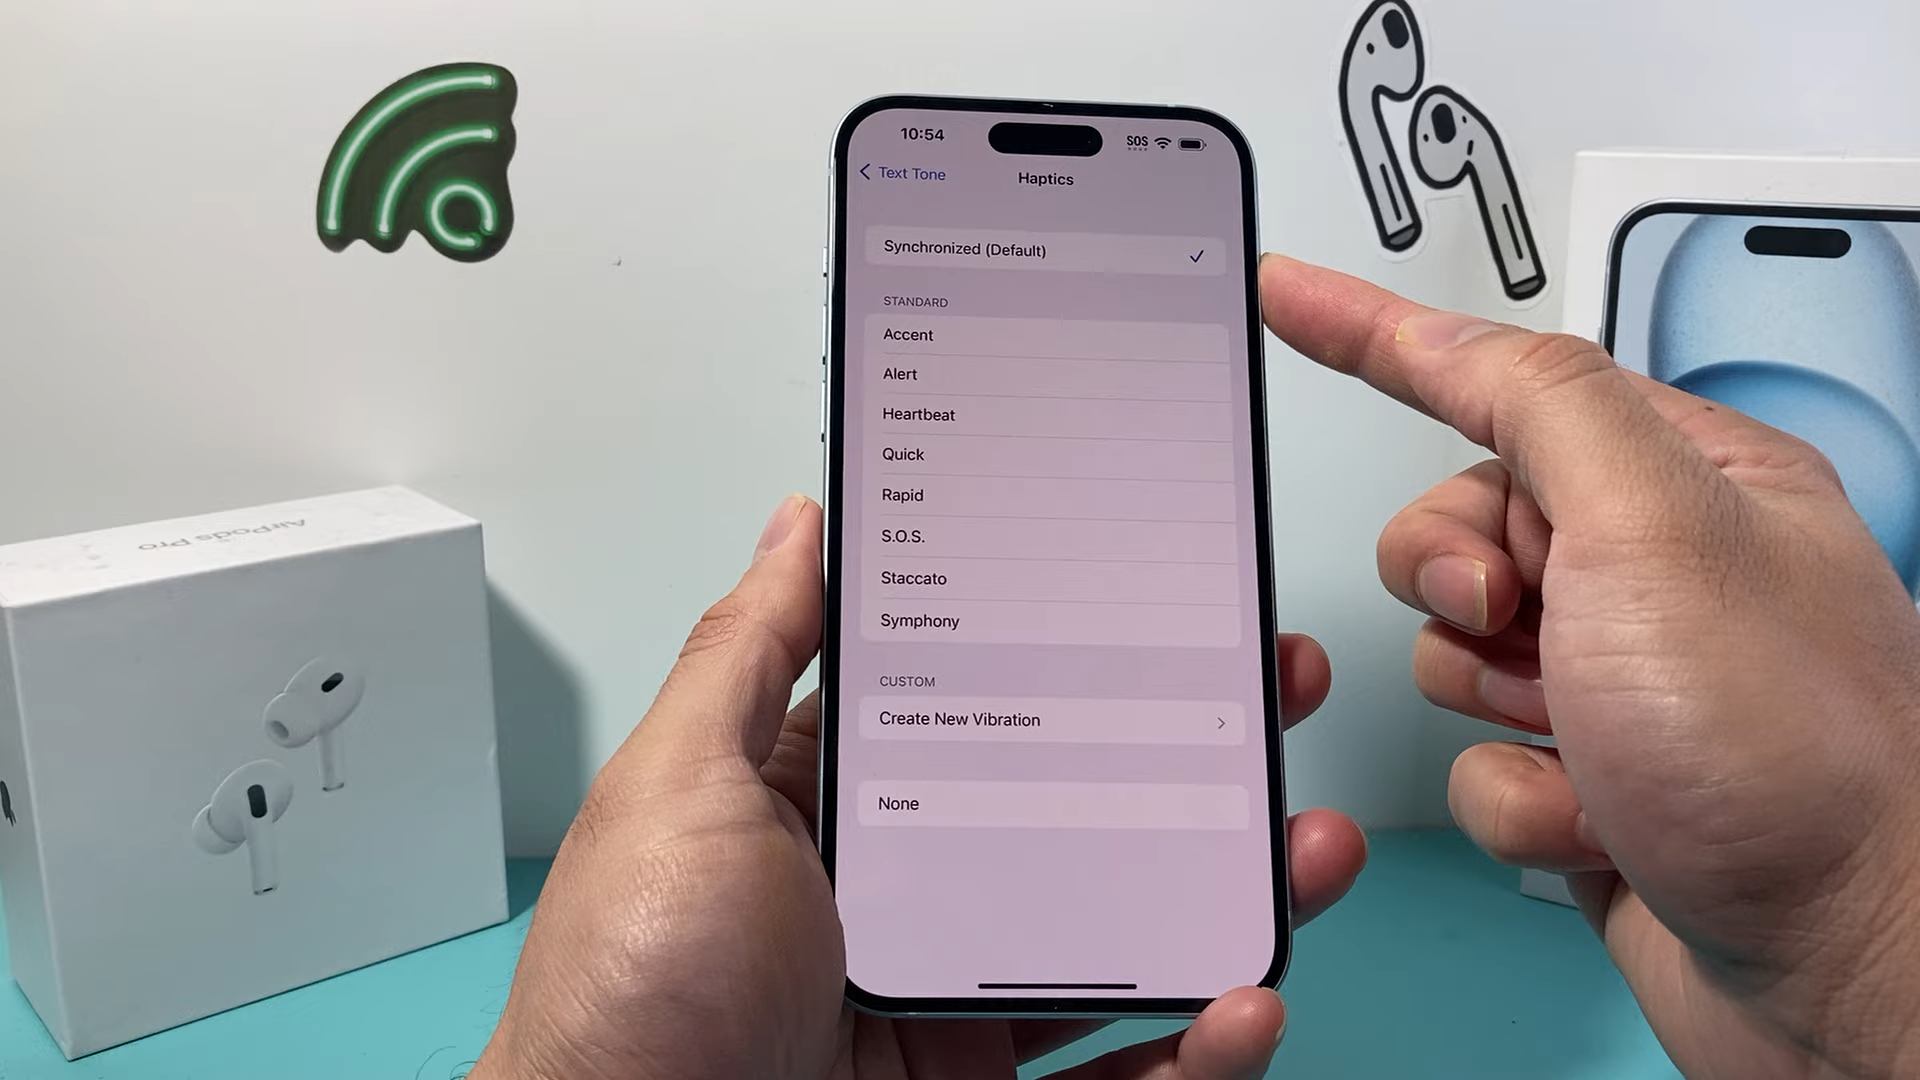 10:54
SOS
Text Tone
Haptics
Synchronized (Default)
STANDARD
Accent
Alert
Heartbeat
Quick
Rapid
S.O.S.
Staccato
Symphony
CUSTOM
Create New Vibration
None
AirPods Pro